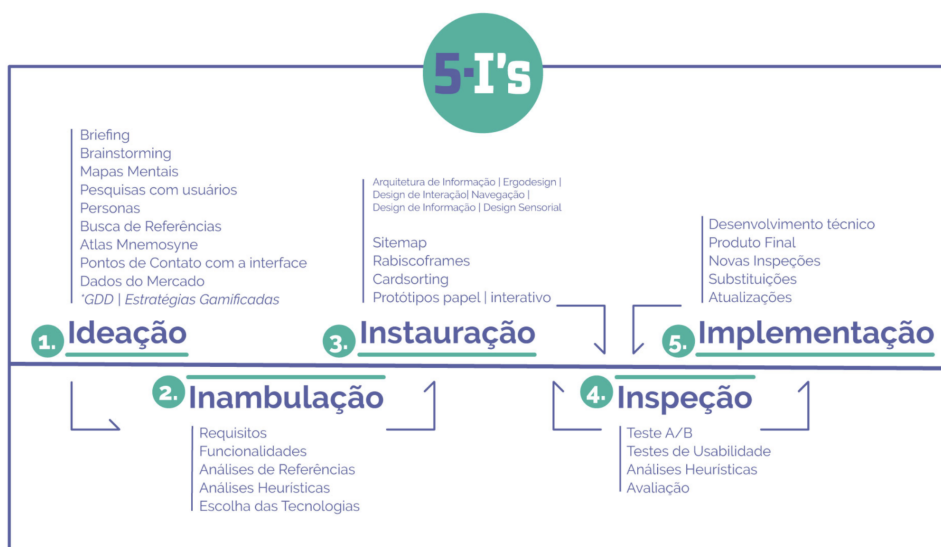 5·I's
Briefing
Brainstorming
Mapas Mentais
Pesquisas com usuários
Personas
Busca de Referências
Atlas Mnemosyne
Pontos de Contato com a interface
Dados do Mercado
*GDD | Estratégias Gamificadas
1. Ideação
2. Inambulação
Requisitos
Funcionalidades
Análises de Referências
Análises Heurísticas
Escolha das Tecnologias
Arquitetura de Informação | Ergodesign |
Design de Interação| Navegação |
Design de Informação | Design Sensorial
Sitemap
Rabiscoframes
Cardsorting
Protótipos papel | interativo
3. Instauração
4. Inspeção
Teste A/B
Testes de Usabilidade
Análises Heurísticas
Avaliação
Desenvolvimento técnico
Produto Final
Novas Inspeções
Substituições
Atualizações
5. Implementação